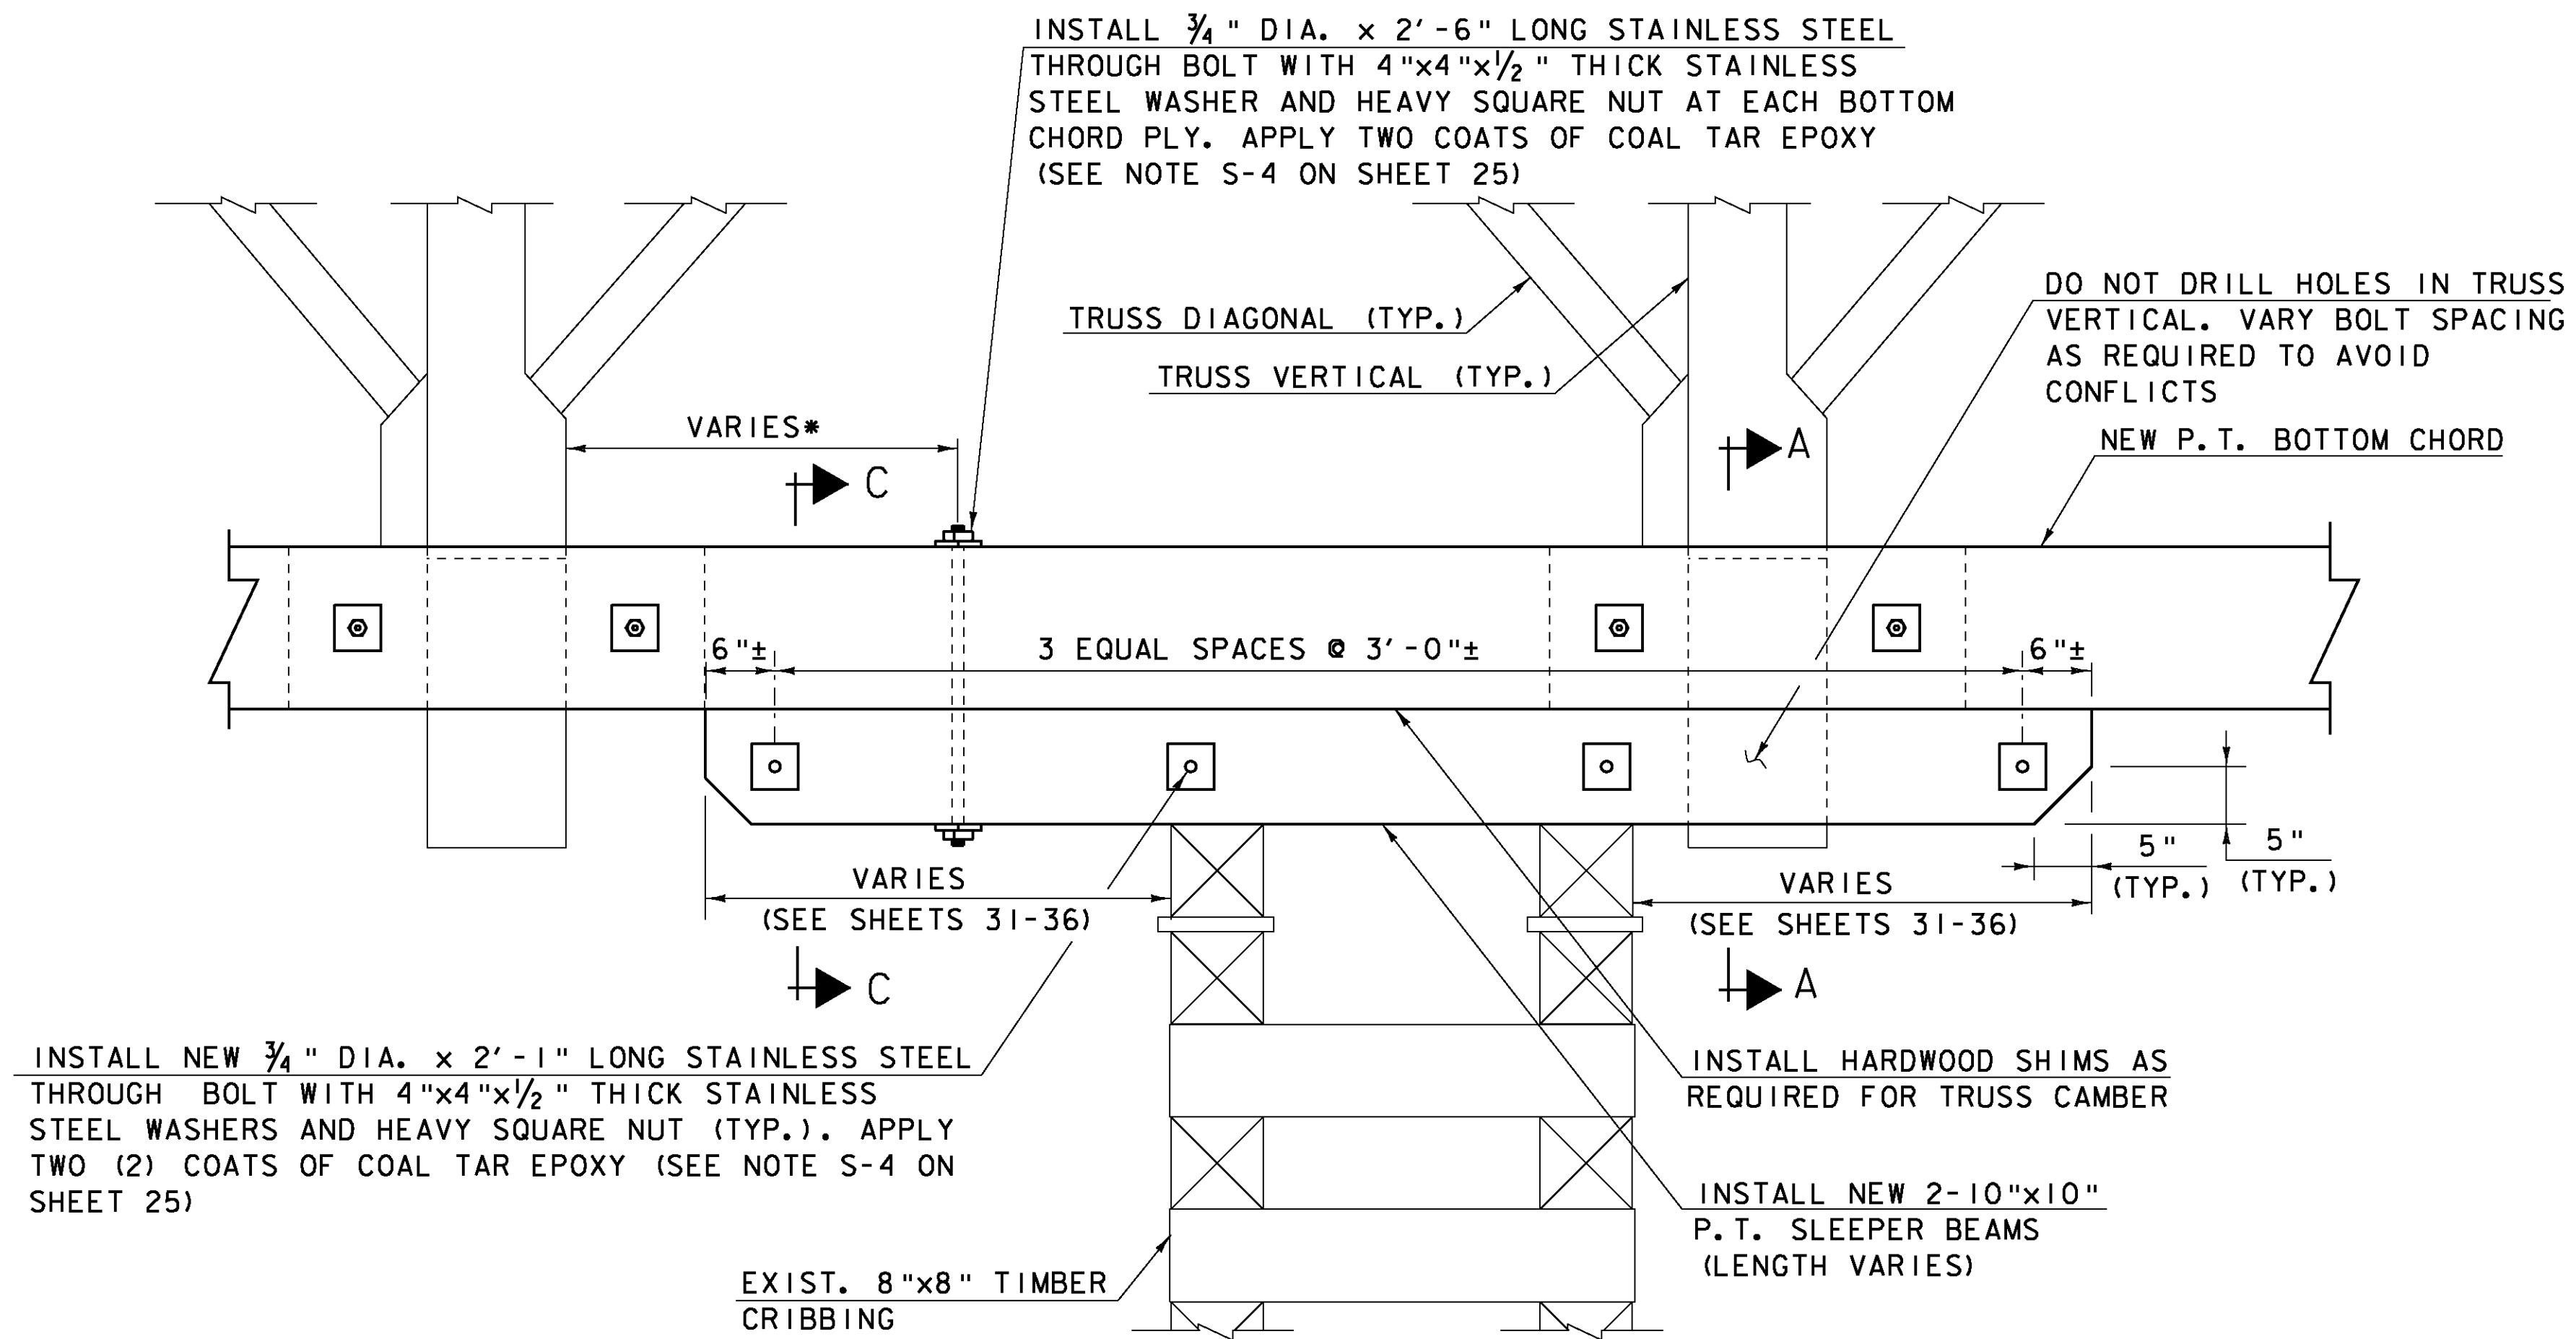 INSTALL 3/4" DIA. x 2'-6" LONG STAINLESS STEEL
THROUGH BOLT WITH 4"x4"x1/2" THICK STAINLESS
STEEL WASHER AND HEAVY SQUARE NUT AT EACH BOTTOM
CHORD PLY. APPLY TWO COATS OF COAL TAR EPOXY
(SEE NOTE S-4 ON SHEET 25)
DO NOT DRILL HOLES IN TRUSS
VERTICAL. VARY BOLT SPACING
AS REQUIRED TO AVOID
CONFLICTS
TRUSS DIAGONAL (TYP.)
TRUSS VERTICAL (TYP.)
VARIES*
NEW P.T. BOTTOM CHORD
C
A
6"±
3 EQUAL SPACES @ 3'-0"±
6"±
5"
(TYP.)
5"
(TYP.)
VARIES
(SEE SHEETS 31-36)
VARIES
(SEE SHEETS 31-36)
C
A
INSTALL NEW 3/4" DIA. x 2'-1" LONG STAINLESS STEEL
THROUGH BOLT WITH 4"x4"x1/2" THICK STAINLESS
STEEL WASHERS AND HEAVY SQUARE NUT (TYP.). APPLY
TWO (2) COATS OF COAL TAR EPOXY (SEE NOTE S-4 ON
SHEET 25)
INSTALL HARDWOOD SHIMS AS
REQUIRED FOR TRUSS CAMBER
INSTALL NEW 2-10"x10"
P.T. SLEEPER BEAMS
(LENGTH VARIES)
EXIST. 8"x8" TIMBER
CRIBBING